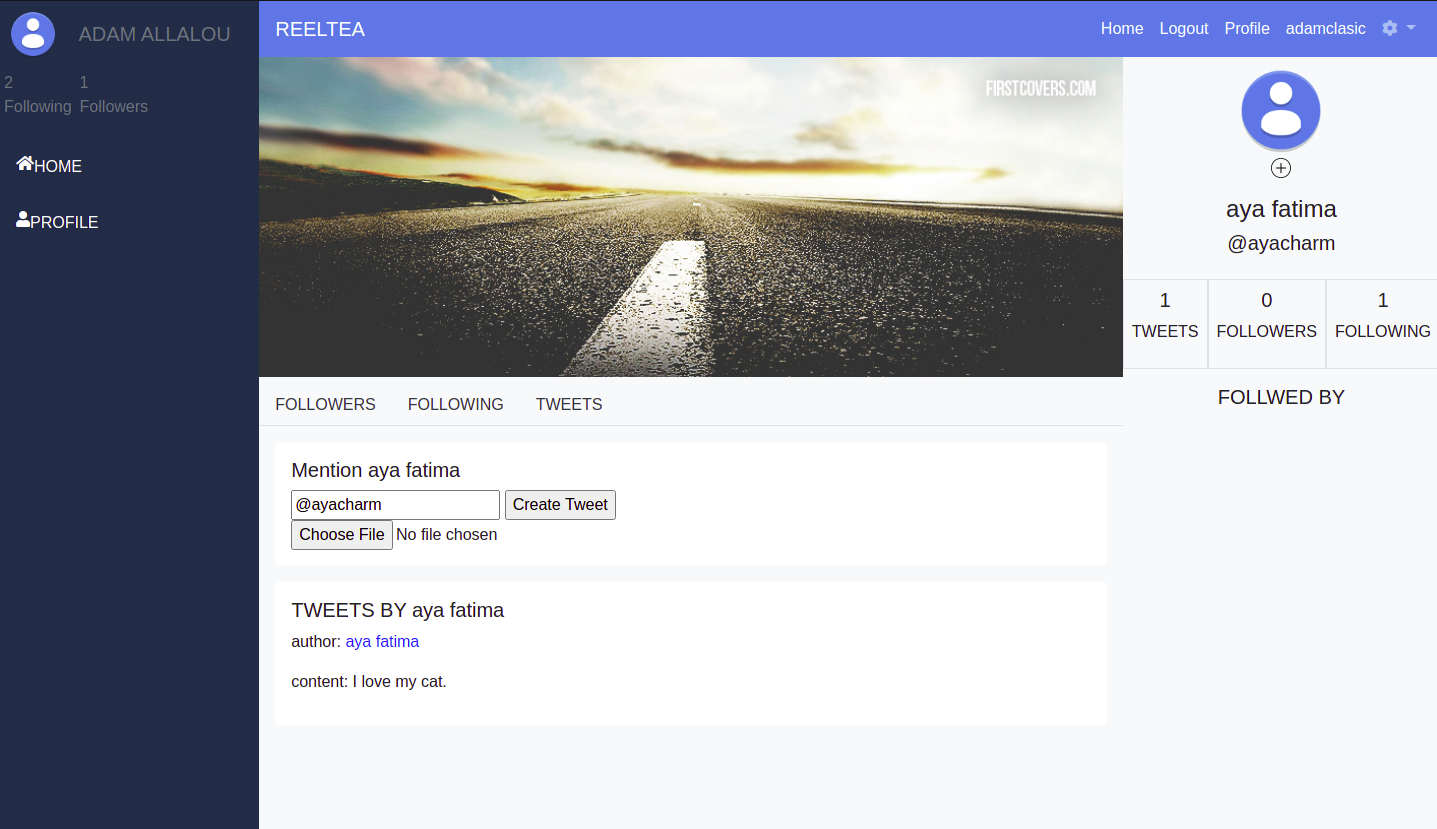 ADAM ALLALOU
2 1
Following Followers
HOME
PROFILE
REELTEA
Home Logout Profile adamclasic
FIRSTCOVERS.COM
FOLLOWERS FOLLOWING TWEETS
Mention aya fatima
@ayacharm Create Tweet
Choose File No file chosen
TWEETS BY aya fatima
author: aya fatima
content: I love my cat.
aya fatima
@ayacharm
1 0 1
TWEETS FOLLOWERS FOLLOWING
FOLLWED BY